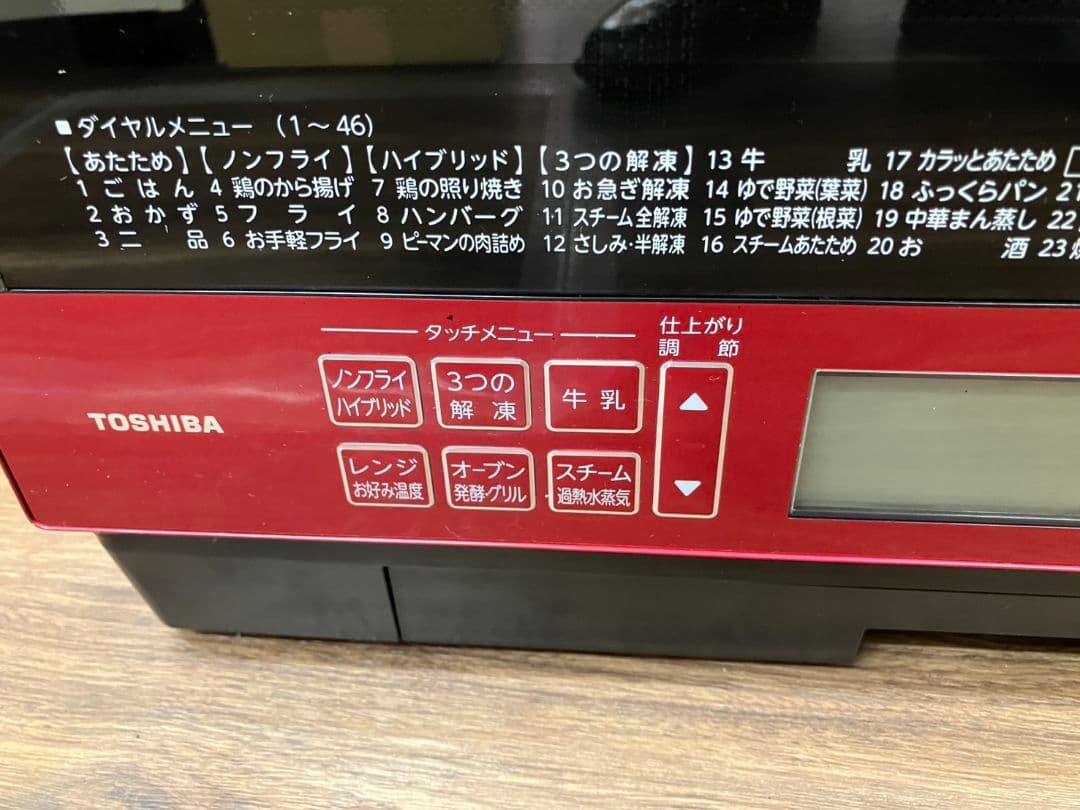 ■ダイヤルメニュー (1～46)
【あたため】【ノンフライ】【ハイブリッド】【3つの解凍】 13 牛乳 17 カラッとあたため
1 ごはん 4 鶏のから揚げ 7 鶏の照り焼き 10 お急ぎ解凍 14 ゆで野菜(葉菜) 18 ふっくらパン 21
2 おかず 5 フライ 8 ハンバーグ 11 スチーム全解凍 15 ゆで野菜(根菜) 19 中華まん蒸し 22
3 二品 6 お手軽フライ 9 ピーマンの肉詰め 12 さしみ・半解凍 16 スチームあたため 20 お酒 23
タッチメニュー
仕上がり
調節
ノンフライ
ハイブリッド
3つの
解凍
牛乳
TOSHIBA
レンジ
お好み温度
オーブン
発酵・グリル
スチーム
過熱水蒸気